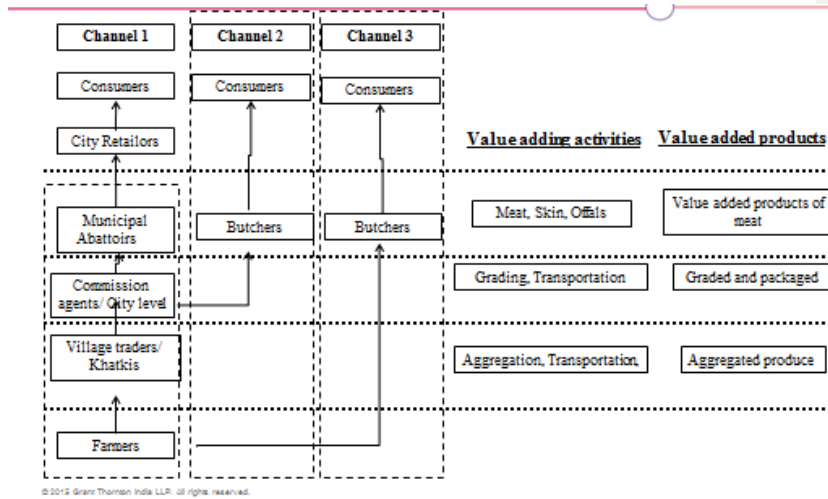 Channel 1
Channel 2
Channel 3
Consumers
Consumers
Consumers
City Retailors
Value adding activities
Value added products
Municipal
Abattoirs
Butchers
Butchers
Meat, Skin, Offals
Value added products of
meat
Commission
agents/ City level
Grading, Transportation
Graded and packaged
Village traders/
Khatkis
Aggregation, Transportation,
Aggregated produce
Farmers
© 2015 Grant Thornton India LLP. All rights reserved.